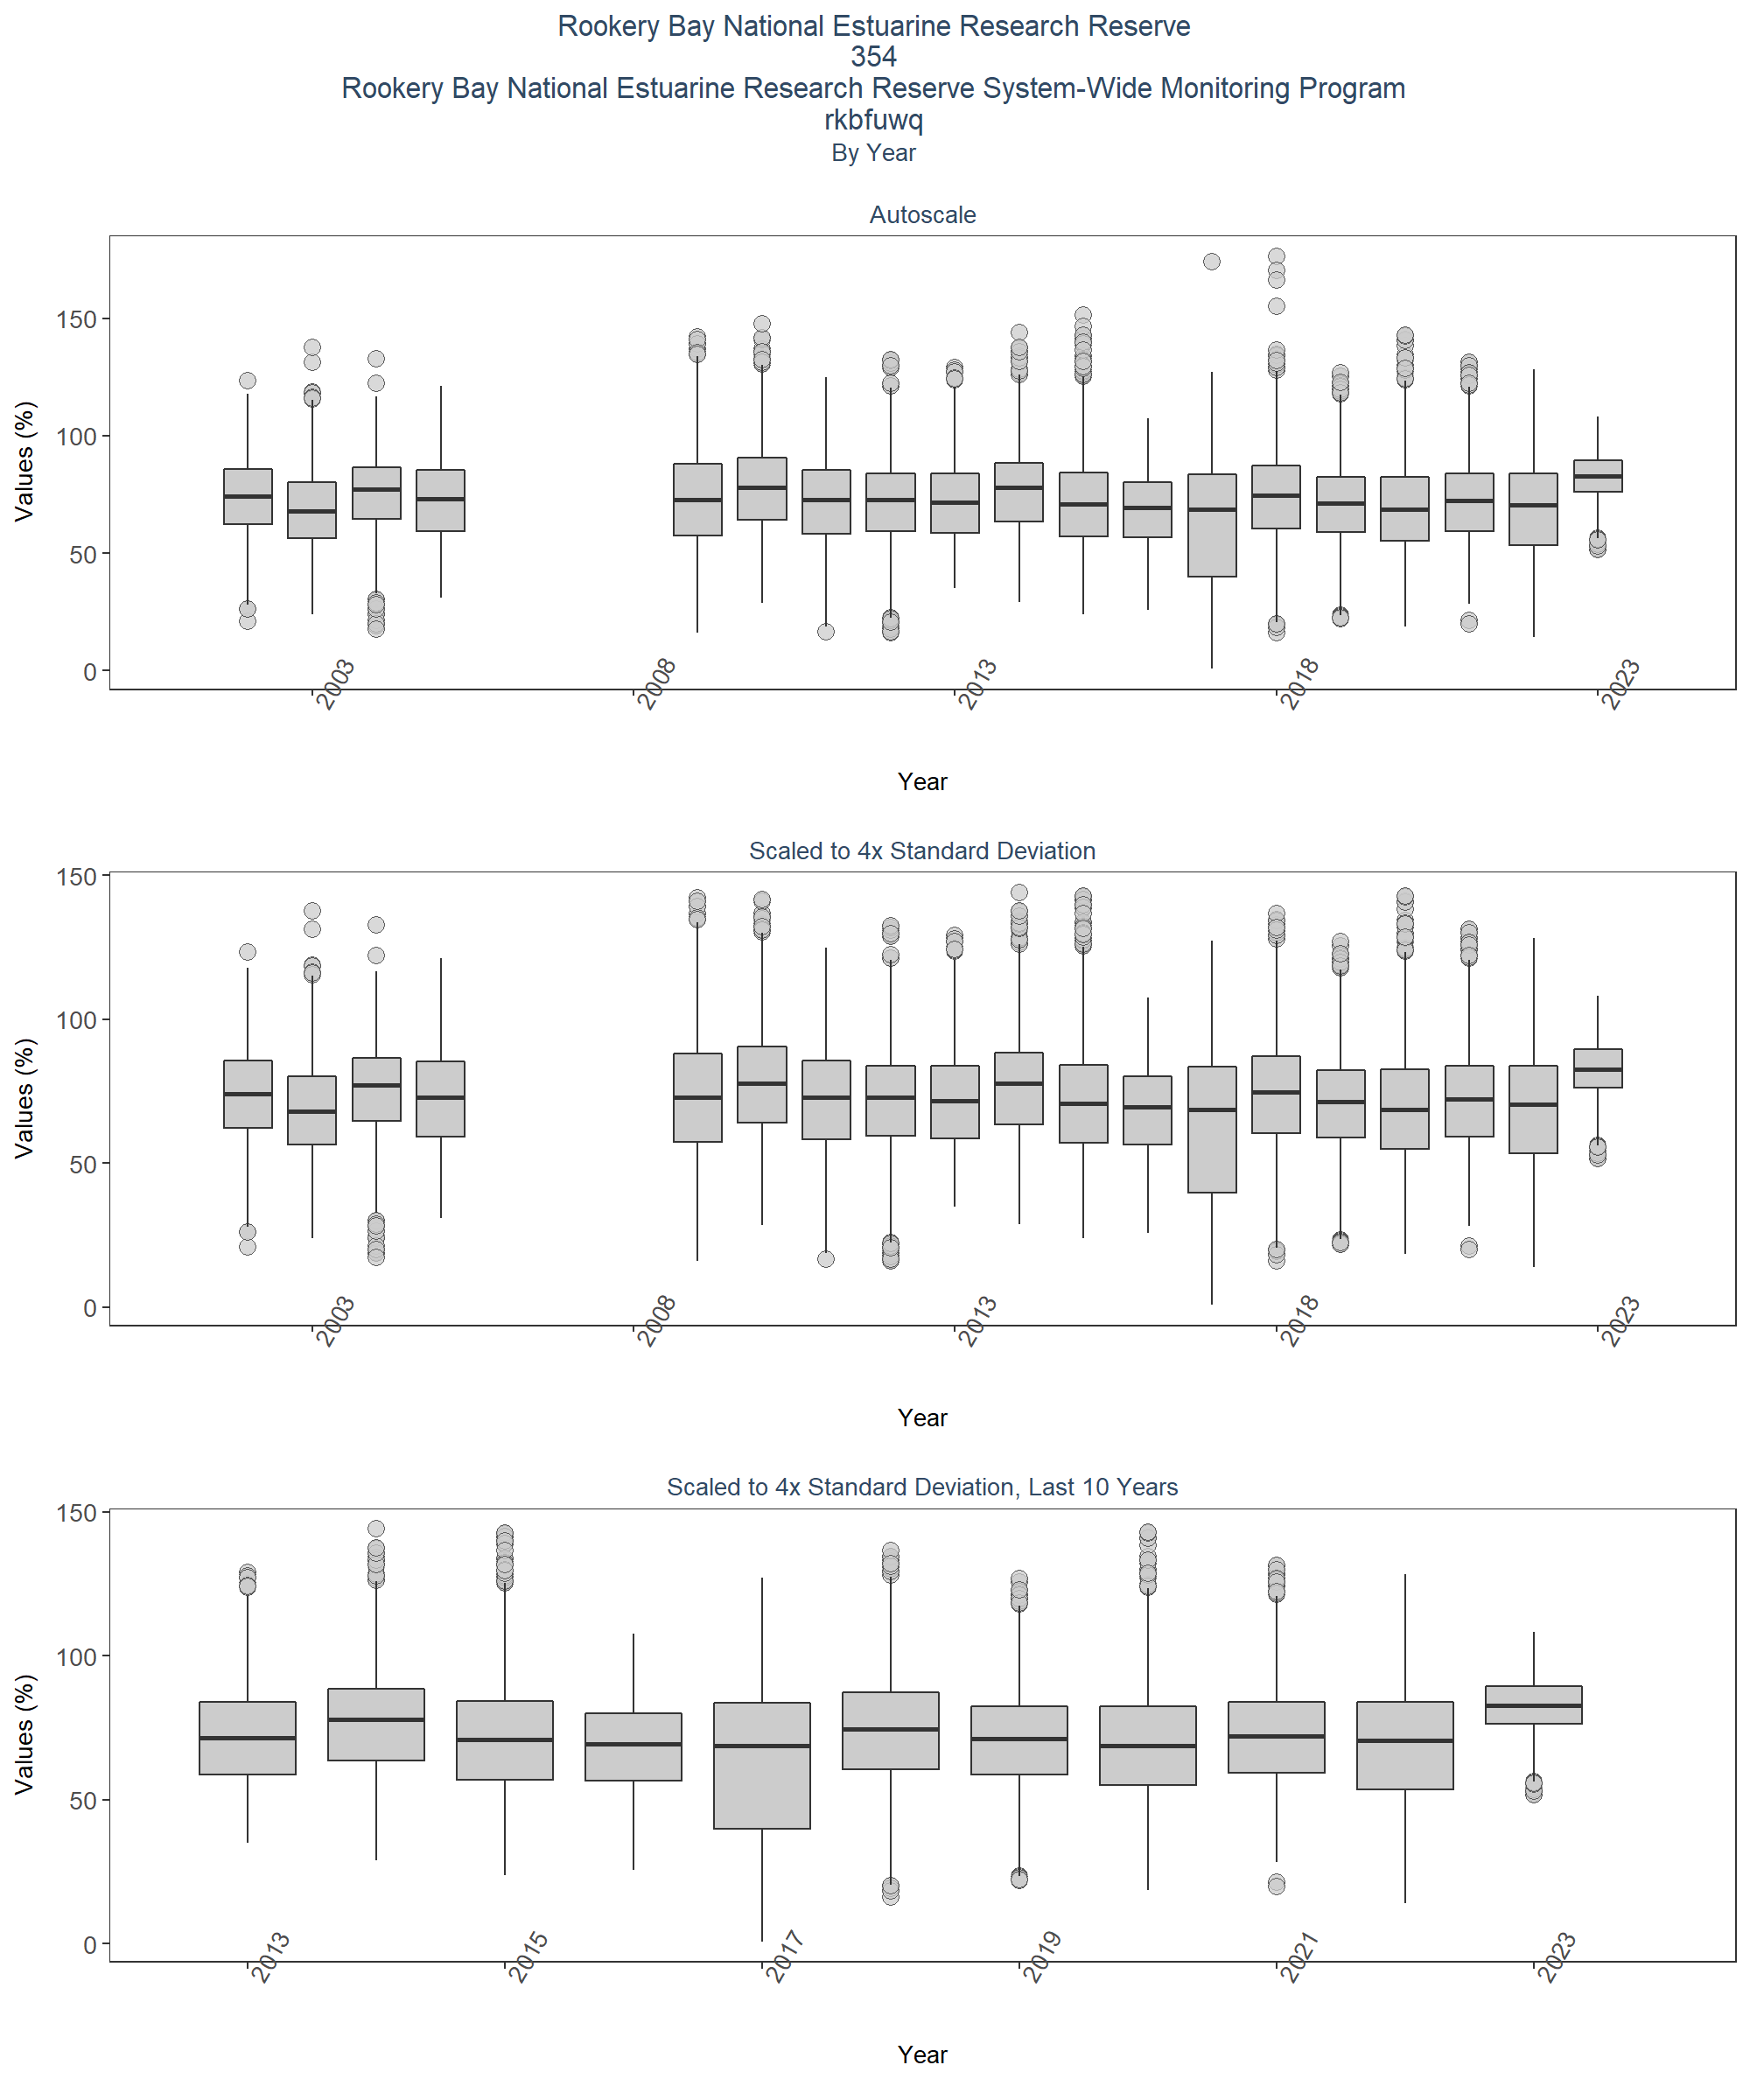 Rookery Bay National Estuarine Research Reserve
354
Rookery Bay National Estuarine Research Reserve System-Wide Monitoring Program
rkbfuwq
By Year
Autoscale
Values (%)
150
100
50
0
2003 2008 2013 2018 2023
Year
Scaled to 4x Standard Deviation
Values (%)
150
100
50
0
2003 2008 2013 2018 2023
Year
Scaled to 4x Standard Deviation, Last 10 Years
Values (%)
150
100
50
0
2013 2015 2017 2019 2021 2023
Year